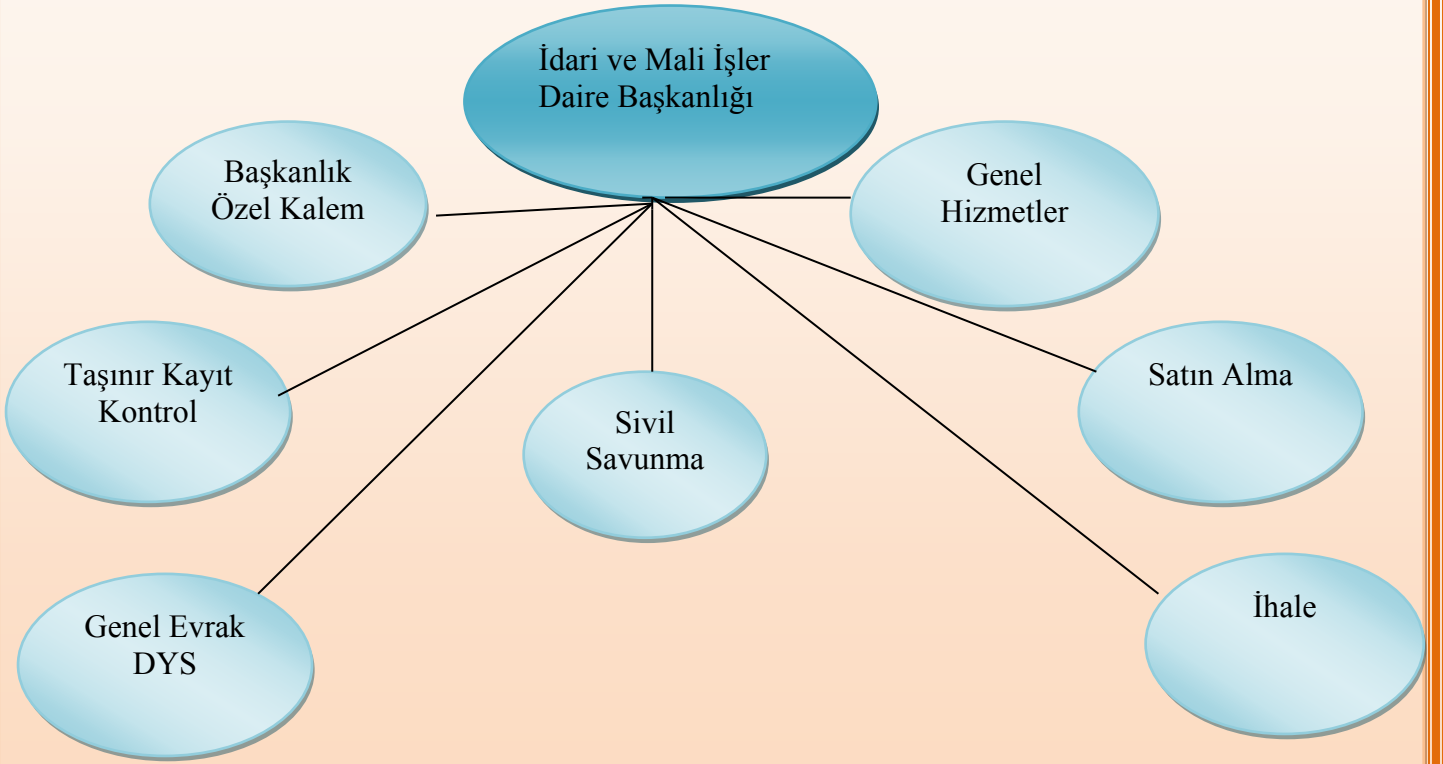 İdari ve Mali İşler
Daire Başkanlığı
Başkanlık
Özel Kalem
Genel
Hizmetler
Taşınır Kayıt
Kontrol
Sivil
Savunma
Satın Alma
Genel Evrak
DYS
İhale